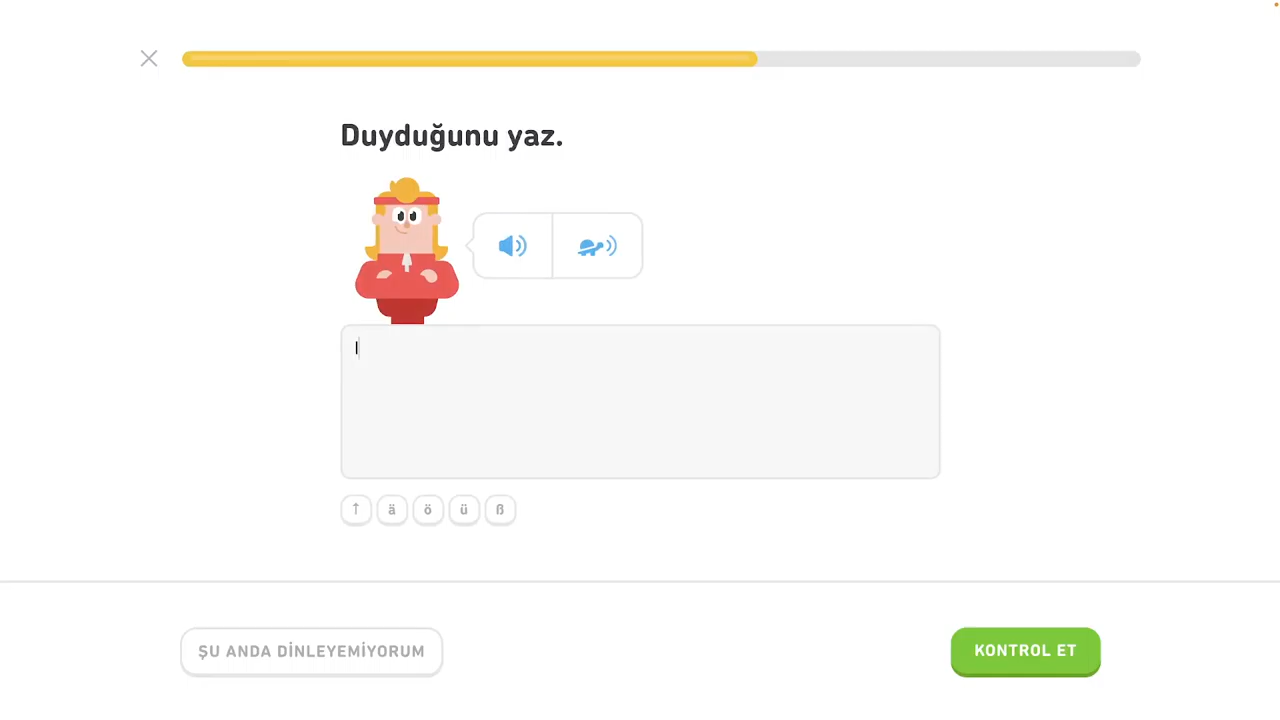 Duyduğunu yaz.
I
↑ ä ö ü ß
ŞU ANDA DİNLEYEMİYORUM
KONTROL ET